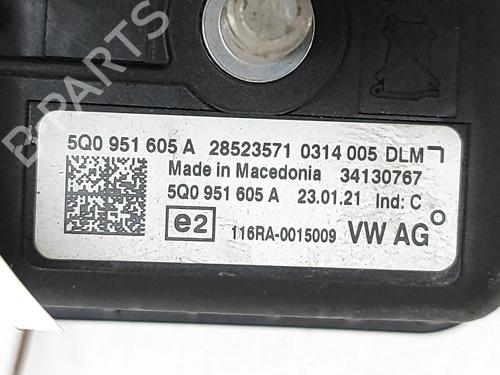 B-PARTS
5Q0 951 605 A 28523571 0314 005 DLM
Made in Macedonia 34130767
5Q0 951 605 A 23.01.21 Ind: C
e2 116RA-0015009 VW AG